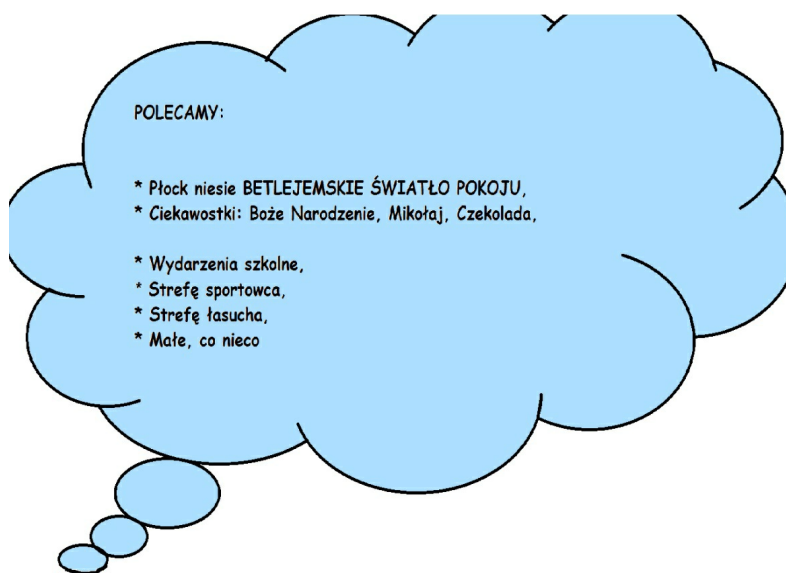 POLECAMY:
* Płock niesie BETLEJEMSKIE ŚWIATŁO POKOJU,
* Ciekawostki: Boże Narodzenie, Mikołaj, Czekolada,
* Wydarzenia szkolne,
* Strefę sportowca,
* Strefę łasucha,
* Małe, co nieco